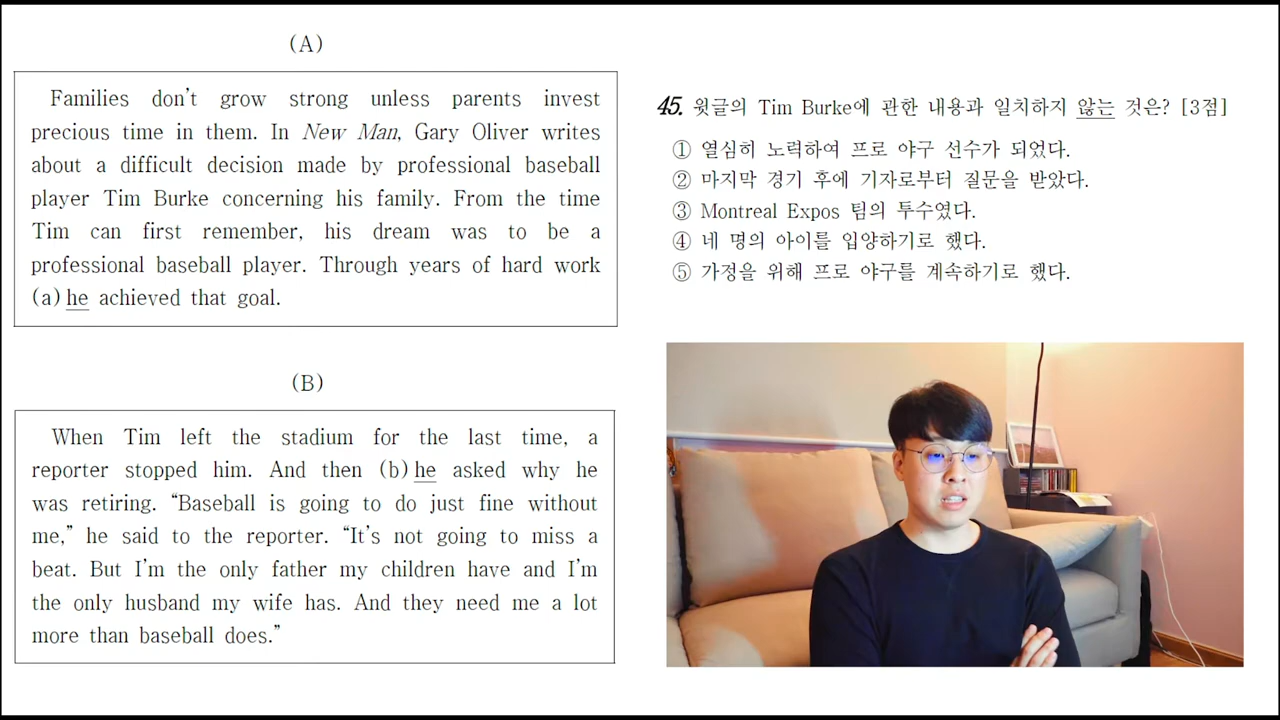 (A)
Families don't grow strong unless parents invest
precious time in them. In New Man, Gary Oliver writes
about a difficult decision made by professional baseball
player Tim Burke concerning his family. From the time
Tim can first remember, his dream was to be a
professional baseball player. Through years of hard work
(a) he achieved that goal.
(B)
When Tim left the stadium for the last time, a
reporter stopped him. And then (b) he asked why he
was retiring. “Baseball is going to do just fine without
me,” he said to the reporter. “It's not going to miss a
beat. But I'm the only father my children have and I'm
the only husband my wife has. And they need me a lot
more than baseball does.”
45. 윗글의 Tim Burke에 관한 내용과 일치하지 않는 것은? [3점]
① 열심히 노력하여 프로 야구 선수가 되었다.
② 마지막 경기 후에 기자로부터 질문을 받았다.
③ Montreal Expos 팀의 투수였다.
④ 네 명의 아이를 입양하기로 했다.
⑤ 가정을 위해 프로 야구를 계속하기로 했다.